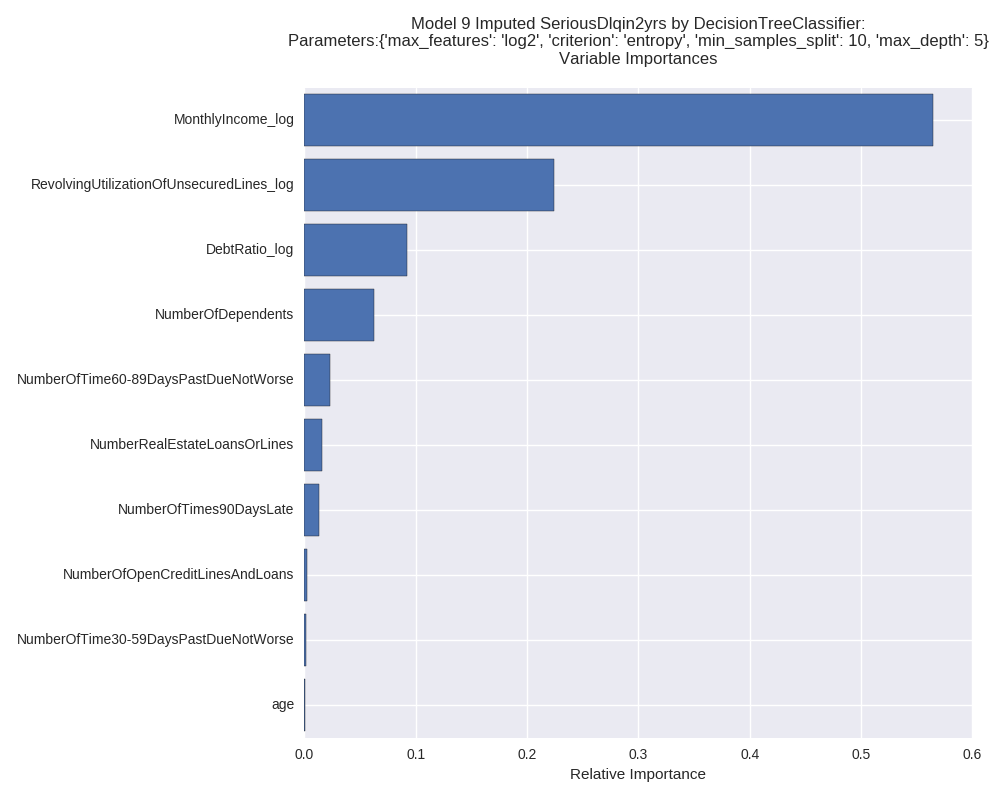 Model 9 Imputed SeriousDlqin2yrs by DecisionTreeClassifier:
Parameters:{'max_features': 'log2', 'criterion': 'entropy', 'min_samples_split': 10, 'max_depth': 5}
Variable Importances
MonthlyIncome_log
RevolvingUtilizationOfUnsecuredLines_log
DebtRatio_log
NumberOfDependents
NumberOfTime60-89DaysPastDueNotWorse
NumberRealEstateLoansOrLines
NumberOfTimes90DaysLate
NumberOfOpenCreditLinesAndLoans
NumberOfTime30-59DaysPastDueNotWorse
age
0.0 0.1 0.2 0.3 0.4 0.5 0.6
Relative Importance